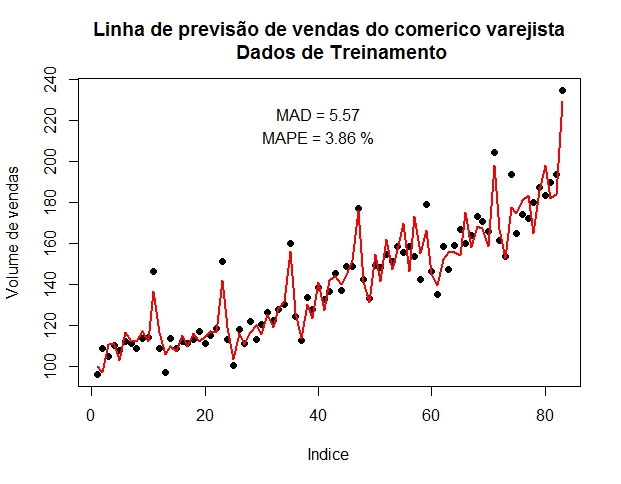 Linha de previsão de vendas do comerico varejista
Dados de Treinamento
MAD = 5.57
MAPE = 3.86 %
Volume de vendas
240
220
200
180
160
140
120
100
0 20 40 60 80
Indice